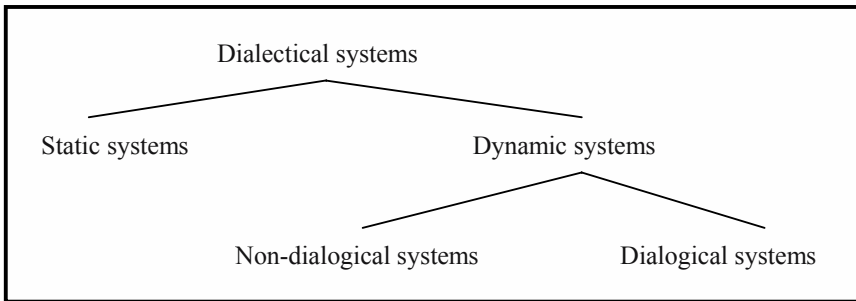 Dialectical systems
Static systems
Dynamic systems
Non-dialogical systems
Dialogical systems